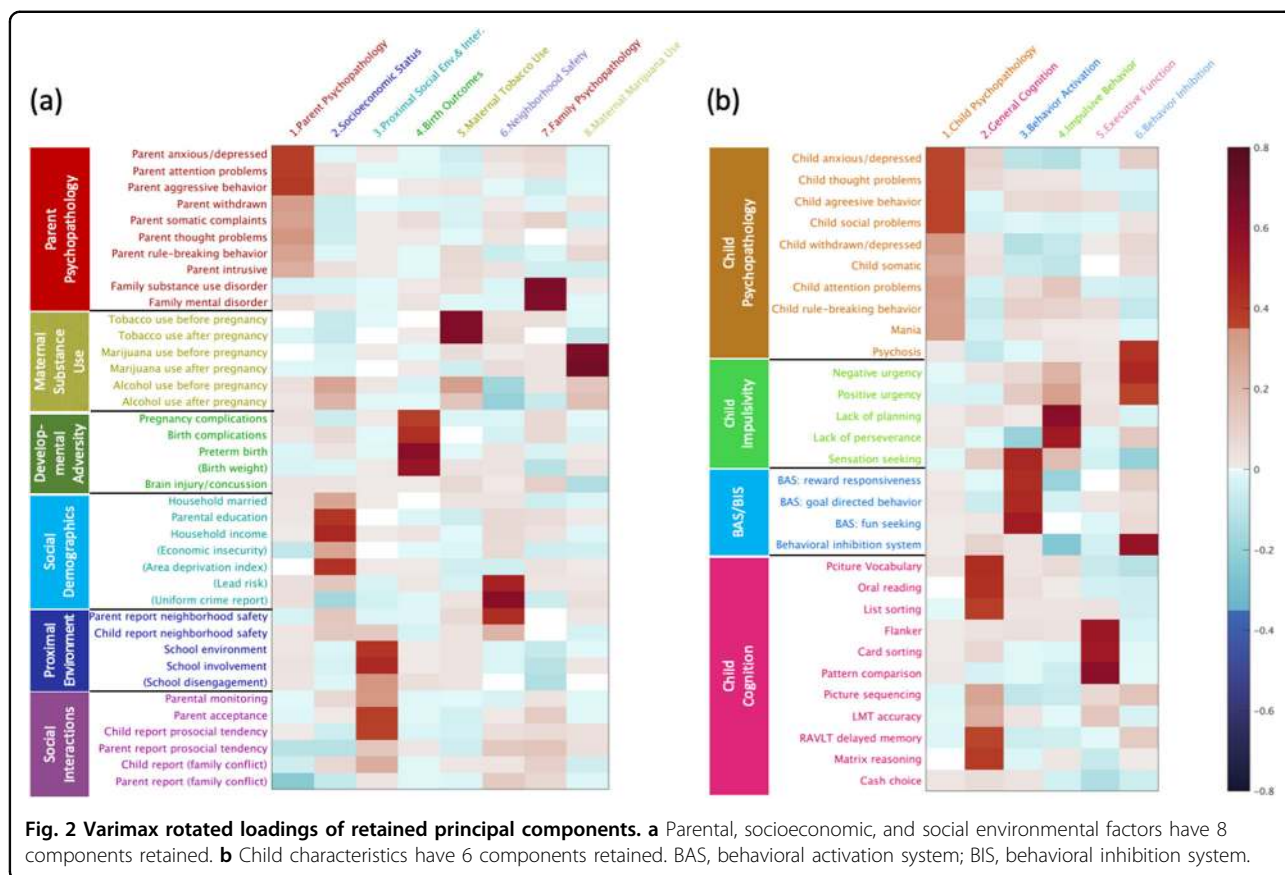 (a)
1.Parent Psychopathology
2.Socioeconomic Status
3.Proximal Social Env.& Inter.
4.Birth Outcomes
5.Maternal Tobacco Use
6.Neighborhood Safety
7.Family Psychopathology
8.Maternal Marijuana Use
Parent
Psychopathology
Parent anxious/depressed
Parent attention problems
Parent aggressive behavior
Parent withdrawn
Parent somatic complaints
Parent thought problems
Parent rule-breaking behavior
Parent intrusive
Family substance use disorder
Family mental disorder
Maternal
Substance
Use
Tobacco use before pregnancy
Tobacco use after pregnancy
Marijuana use before pregnancy
Marijuana use after pregnancy
Alcohol use before pregnancy
Alcohol use after pregnancy
Develop-
mental
Adversity
Pregnancy complications
Birth complications
Preterm birth
(Birth weight)
Brain injury/concussion
Social
Demographics
Household married
Parental education
Household income
(Economic insecurity)
(Area deprivation index)
(Lead risk)
(Uniform crime report)
Proximal
Environment
Parent report neighborhood safety
Child report neighborhood safety
School environment
School involvement
(School disengagement)
Social
Interactions
Parental monitoring
Parent acceptance
Child report prosocial tendency
Parent report prosocial tendency
Child report (family conflict)
Parent report (family conflict)
(b)
1.Child Psychopathology
2.General Cognition
3.Behavior Activation
4.Impulsive Behavior
5.Executive Function
6.Behavior Inhibition
Child
Psychopathology
Child anxious/depressed
Child thought problems
Child agreesive behavior
Child social problems
Child withdrawn/depressed
Child somatic
Child attention problems
Child rule-breaking behavior
Mania
Psychosis
Child
Impulsivity
Negative urgency
Positive urgency
Lack of planning
Lack of perseverance
Sensation seeking
BAS/BIS
BAS: reward responsiveness
BAS: goal directed behavior
BAS: fun seeking
Behavioral inhibition system
Child
Cognition
Pciture Vocabulary
Oral reading
List sorting
Flanker
Card sorting
Pattern comparison
Picture sequencing
LMT accuracy
RAVLT delayed memory
Matrix reasoning
Cash choice
0.8
0.6
0.4
0.2
0
-0.2
-0.4
-0.6
-0.8
Fig. 2 Varimax rotated loadings of retained principal components. a Parental, socioeconomic, and social environmental factors have 8
components retained. b Child characteristics have 6 components retained. BAS, behavioral activation system; BIS, behavioral inhibition system.